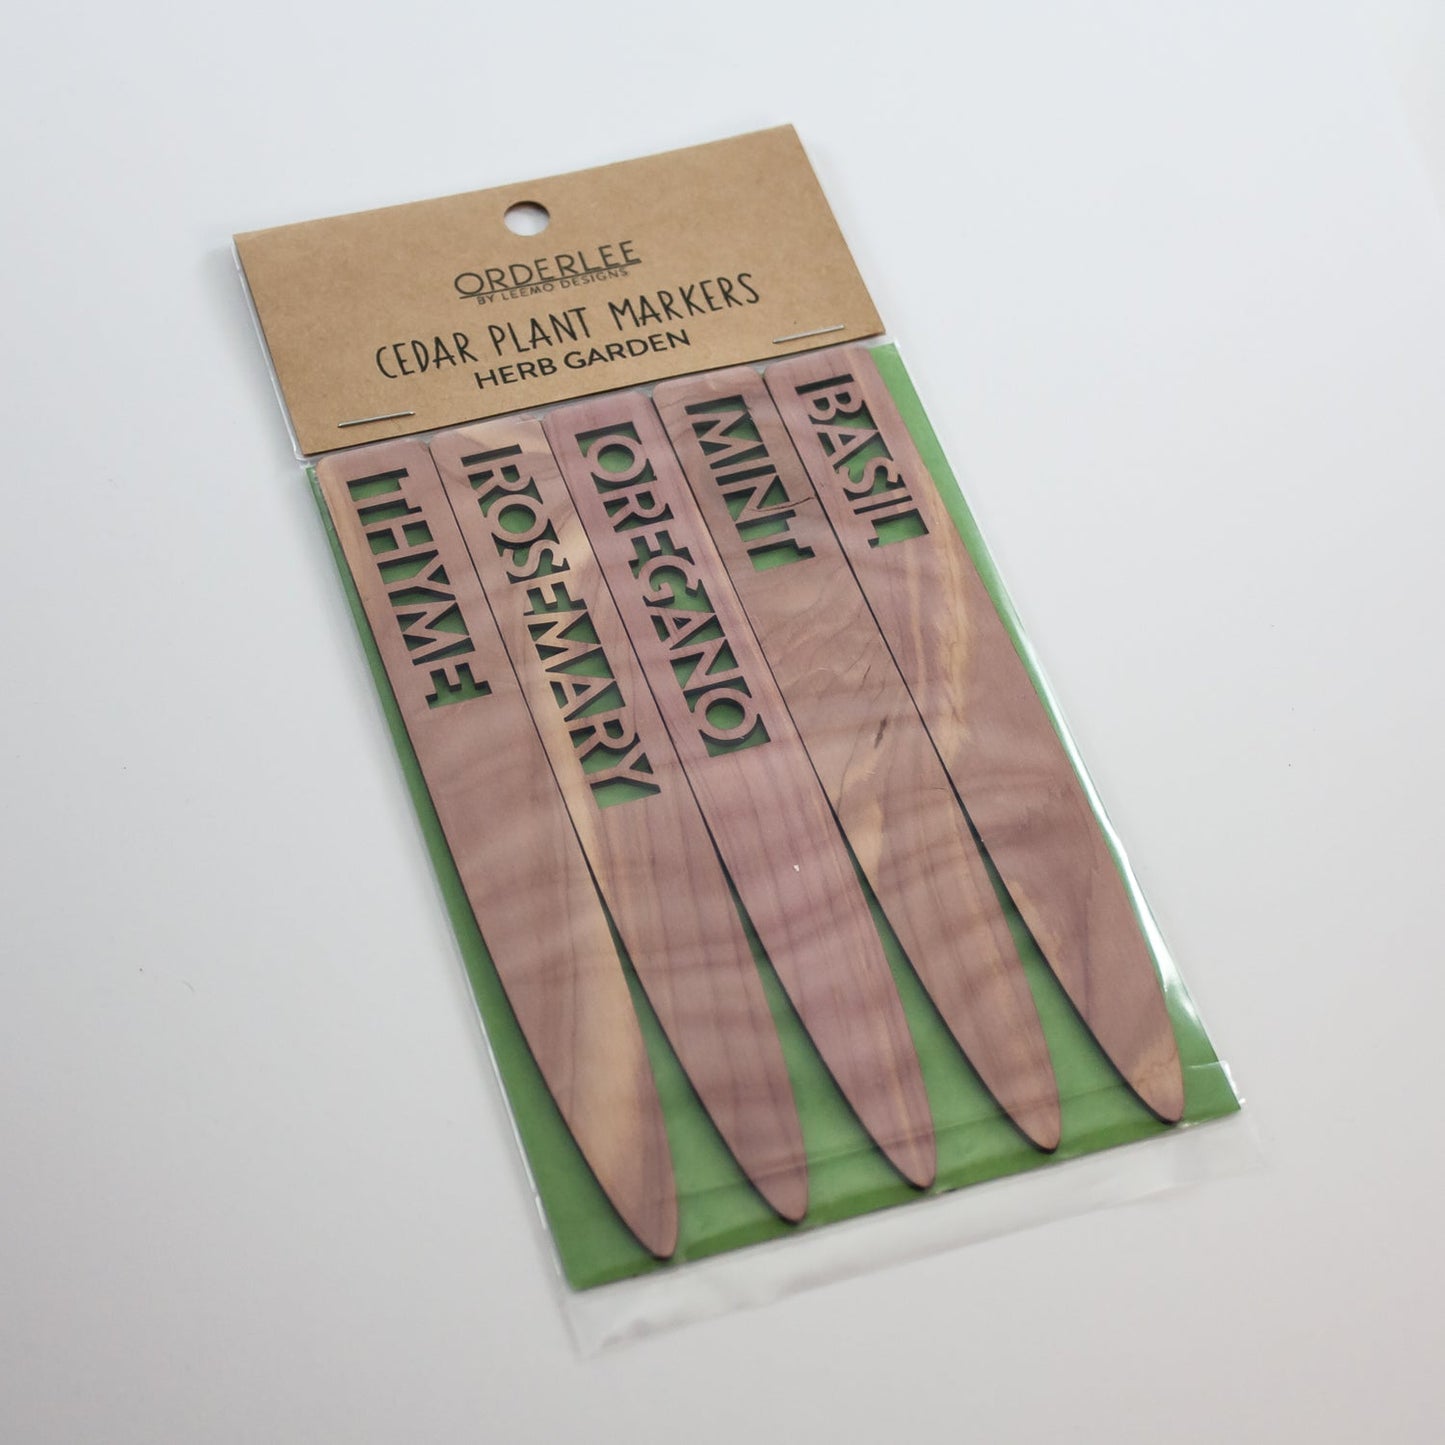 ORDERLEE
BY LEEMO DESIGNS
CEDAR PLANT MARKERS
HERB GARDEN
THYME
ROSEMARY
OREGANO
MINT
BASIL